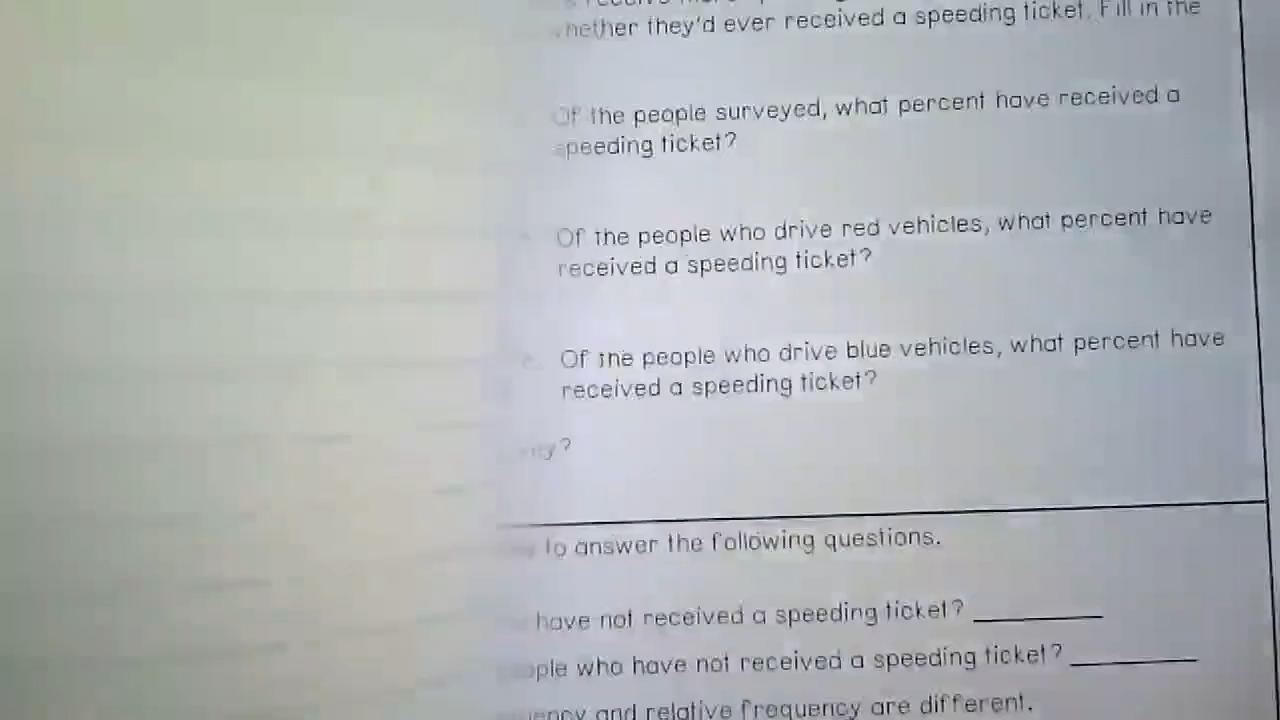 whether they'd ever received a speeding ticket. Fill in the
Of the people surveyed, what percent have received a
speeding ticket?
Of the people who drive red vehicles, what percent have
received a speeding ticket?
Of the people who drive blue vehicles, what percent have
received a speeding ticket?
to answer the following questions.
have not received a speeding ticket?
who have not received a speeding ticket?
and relative frequency are different.